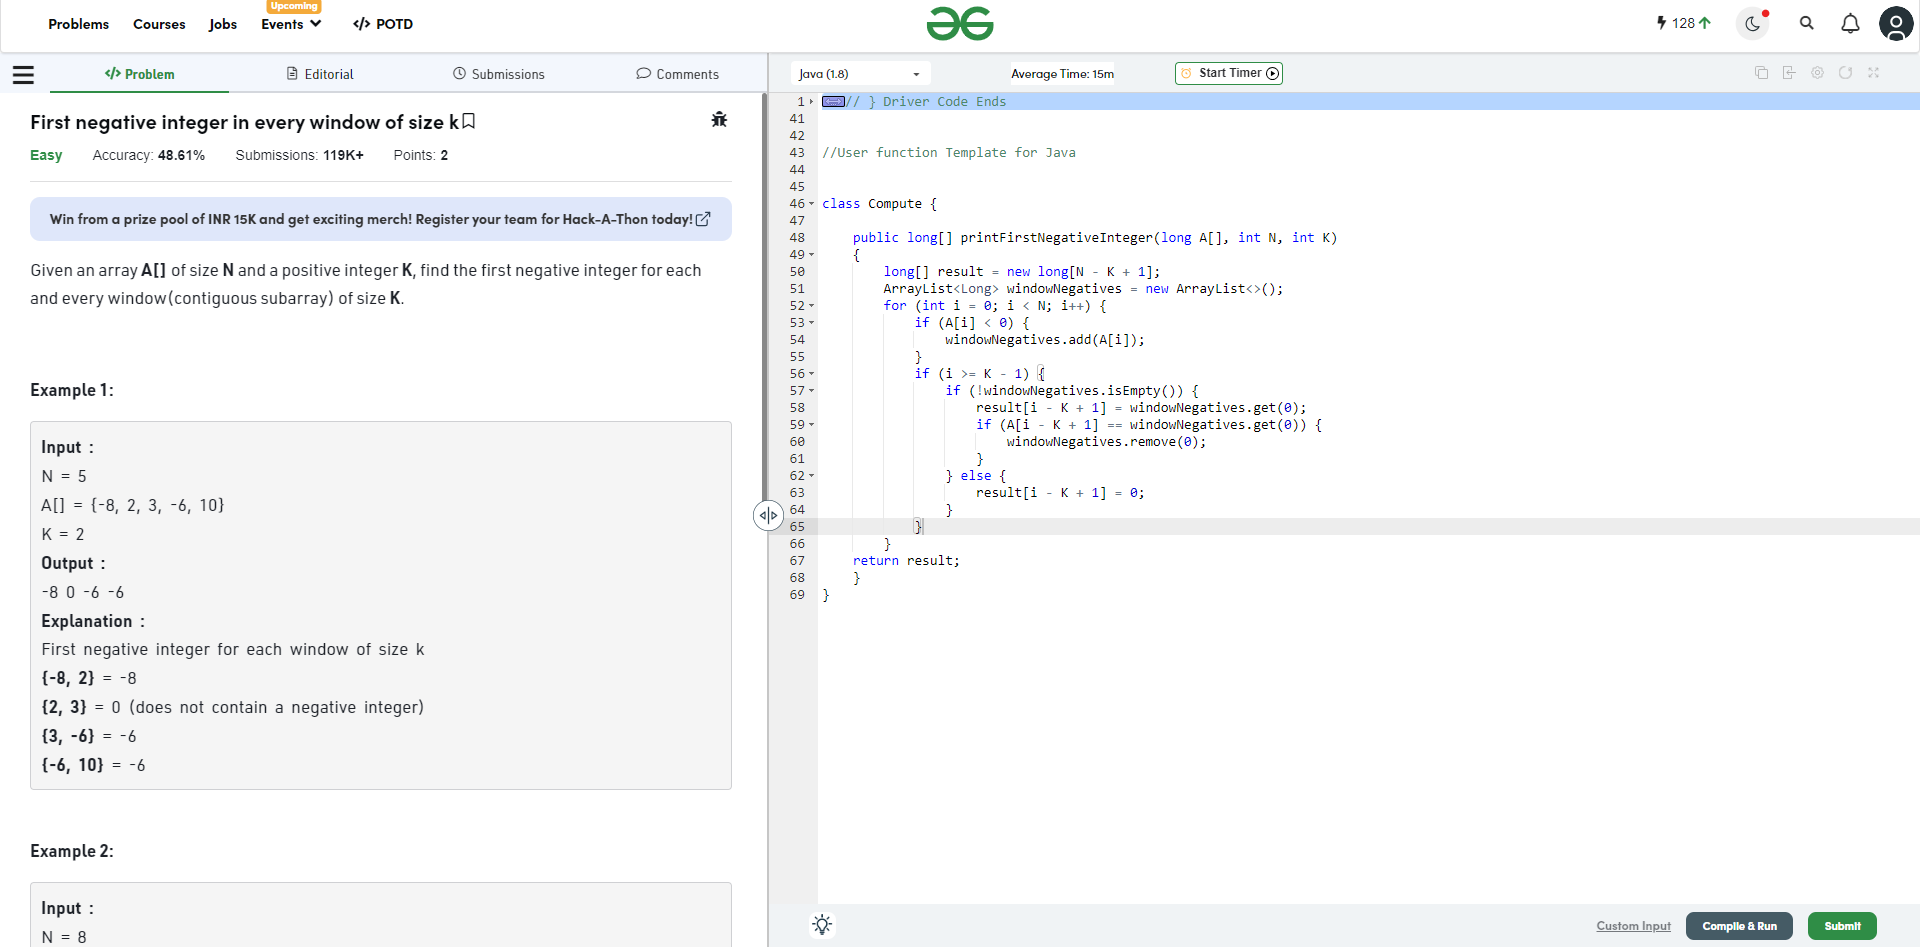 Problems Courses Jobs Events Upcoming </> POTD
128
</> Problem Editorial Submissions Comments
First negative integer in every window of size k
Easy Accuracy: 48.61% Submissions: 119K+ Points: 2
Win from a prize pool of INR 15K and get exciting merch! Register your team for Hack-A-Thon today!
Given an array A[] of size N and a positive integer K, find the first negative integer for each
and every window(contiguous subarray) of size K.
Example 1:
Input :
N = 5
A[] = {-8, 2, 3, -6, 10}
K = 2
Output :
-8 0 -6 -6
Explanation :
First negative integer for each window of size k
{-8, 2} = -8
{2, 3} = 0 (does not contain a negative integer)
{3, -6} = -6
{-6, 10} = -6
Example 2:
Input :
N = 8
Java (1.8) Average Time: 15m Start Timer
1 // } Driver Code Ends
41
42
43 //User function Template for Java
44
45
46 class Compute {
47
48 public long[] printFirstNegativeInteger(long A[], int N, int K)
49 {
50 long[] result = new long[N - K + 1];
51 ArrayList<Long> windowNegatives = new ArrayList<>();
52 for (int i = 0; i < N; i++) {
53 if (A[i] < 0) {
54 windowNegatives.add(A[i]);
55 }
56 if (i >= K - 1) {
57 if (!windowNegatives.isEmpty()) {
58 result[i - K + 1] = windowNegatives.get(0);
59 if (A[i - K + 1] == windowNegatives.get(0)) {
60 windowNegatives.remove(0);
61 }
62 } else {
63 result[i - K + 1] = 0;
64 }
65 }
66 }
67 return result;
68 }
69 }
Custom Input Compile & Run Submit